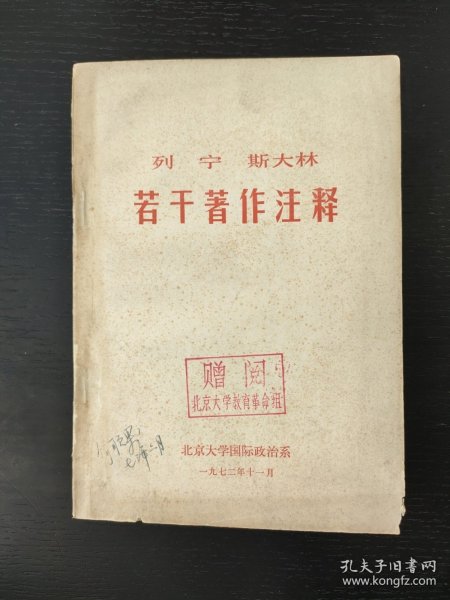 列宁 斯大林
若干著作注释
赠阅
北京大学教育革命组
北京大学国际政治系
一九七二年十一月
孔夫子旧书网
www.kongfz.com